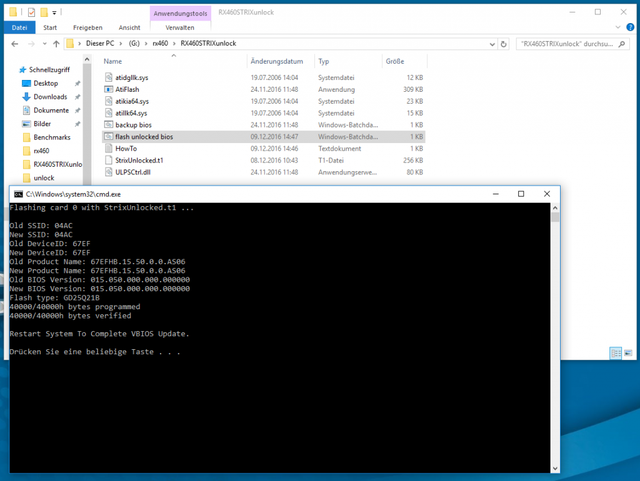 Anwendungstools
RX460STRIXunlock
Datei
Start
Freigeben
Ansicht
Verwalten
Dieser PC > (G:) > rx460 > RX460STRIXunlock
"RX460STRIXunlock" durchsu...
Name
Änderungsdatum
Typ
Größe
Schnellzugriff
Desktop
Downloads
Dokumente
Bilder
Benchmarks
rx460
RX460STRIXunlo
unlock
atidgllk.sys 19.07.2006 14:04 Systemdatei 12 KB
AtiFlash 24.11.2016 11:48 Anwendung 309 KB
atikia64.sys 19.07.2006 14:04 Systemdatei 23 KB
atillk64.sys 19.07.2006 14:04 Systemdatei 15 KB
backup bios 24.11.2016 11:48 Windows-Batchda... 1 KB
flash unlocked bios 09.12.2016 14:47 Windows-Batchda... 1 KB
HowTo 09.12.2016 14:46 Textdokument 1 KB
StrixUnlocked.t1 08.12.2016 10:43 T1-Datei 256 KB
ULPSCtrl.dll 24.11.2016 11:48 Anwendungserwe... 80 KB
C:\Windows\system32\cmd.exe
Flashing card 0 with StrixUnlocked.t1 ...
Old SSID: 04AC
New SSID: 04AC
Old DeviceID: 67EF
New DeviceID: 67EF
Old Product Name: 67EFHB.15.50.0.0.AS06
New Product Name: 67EFHB.15.50.0.0.AS06
Old BIOS Version: 015.050.000.000.000000
New BIOS Version: 015.050.000.000.000000
Flash type: GD25Q21B
40000/40000h bytes programmed
40000/40000h bytes verified
Restart System To Complete VBIOS Update.
Drücken Sie eine beliebige Taste . . .